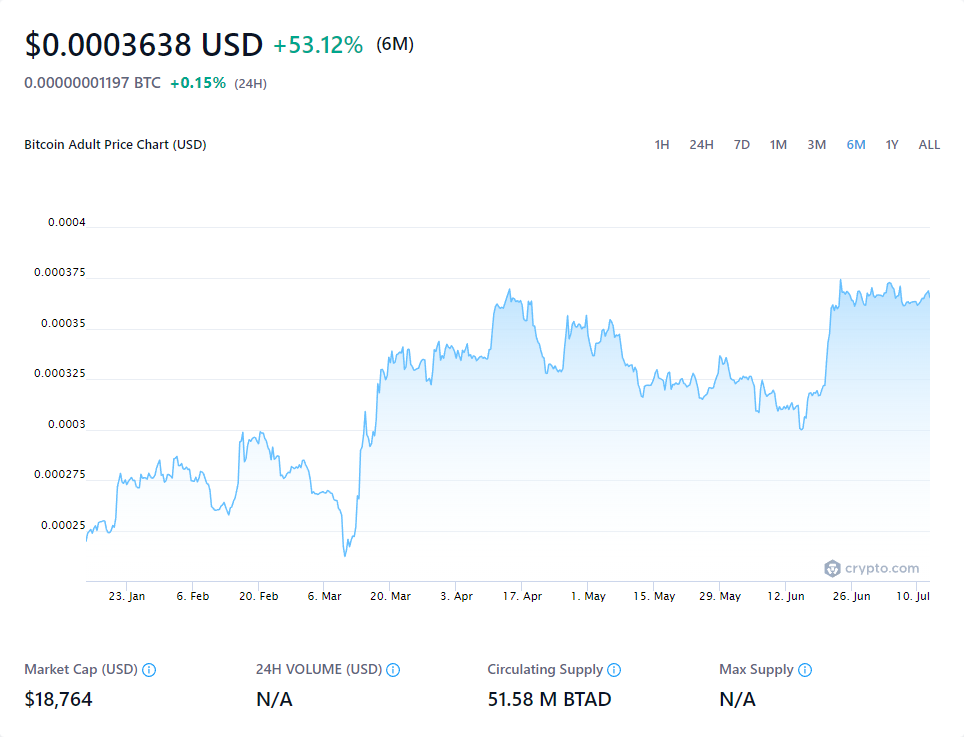 $0.0003638 USD +53.12% (6M)
0.00000001197 BTC +0.15% (24H)
Bitcoin Adult Price Chart (USD) 1H 24H 7D 1M 3M 6M 1Y ALL
0.0004
0.000375
0.00035
0.000325
0.0003
0.000275
0.00025
crypto.com
23. Jan 6. Feb 20. Feb 6. Mar 20. Mar 3. Apr 17. Apr 1. May 15. May 29. May 12. Jun 26. Jun 10. Jul
Market Cap (USD) 24H VOLUME (USD) Circulating Supply Max Supply
$18,764 N/A 51.58 M BTAD N/A